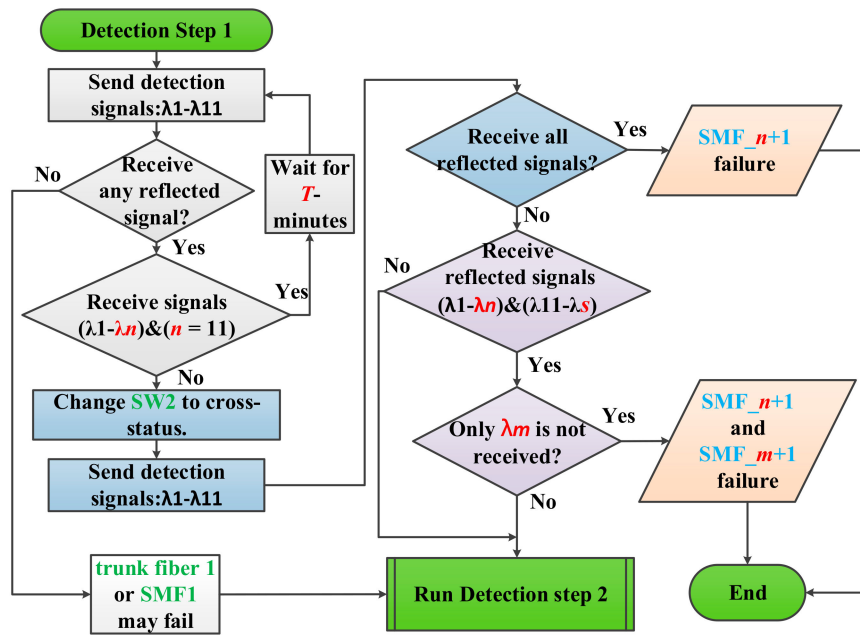 Detection Step 1
Send detection
signals:λ1-λ11
Receive
any reflected
signal?
No
Yes
Wait for
T-
minutes
Receive signals
(λ1-λn)&(n = 11)
Yes
No
Change SW2 to cross-
status.
Send detection
signals:λ1-λ11
trunk fiber 1
or SMF1
may fail
Receive all
reflected signals?
Yes
SMF_n+1
failure
No
Receive
reflected signals
(λ1-λn)&(λ11-λs)
No
Yes
Only λm is not
received?
Yes
SMF_n+1
and
SMF_m+1
failure
No
Run Detection step 2
End